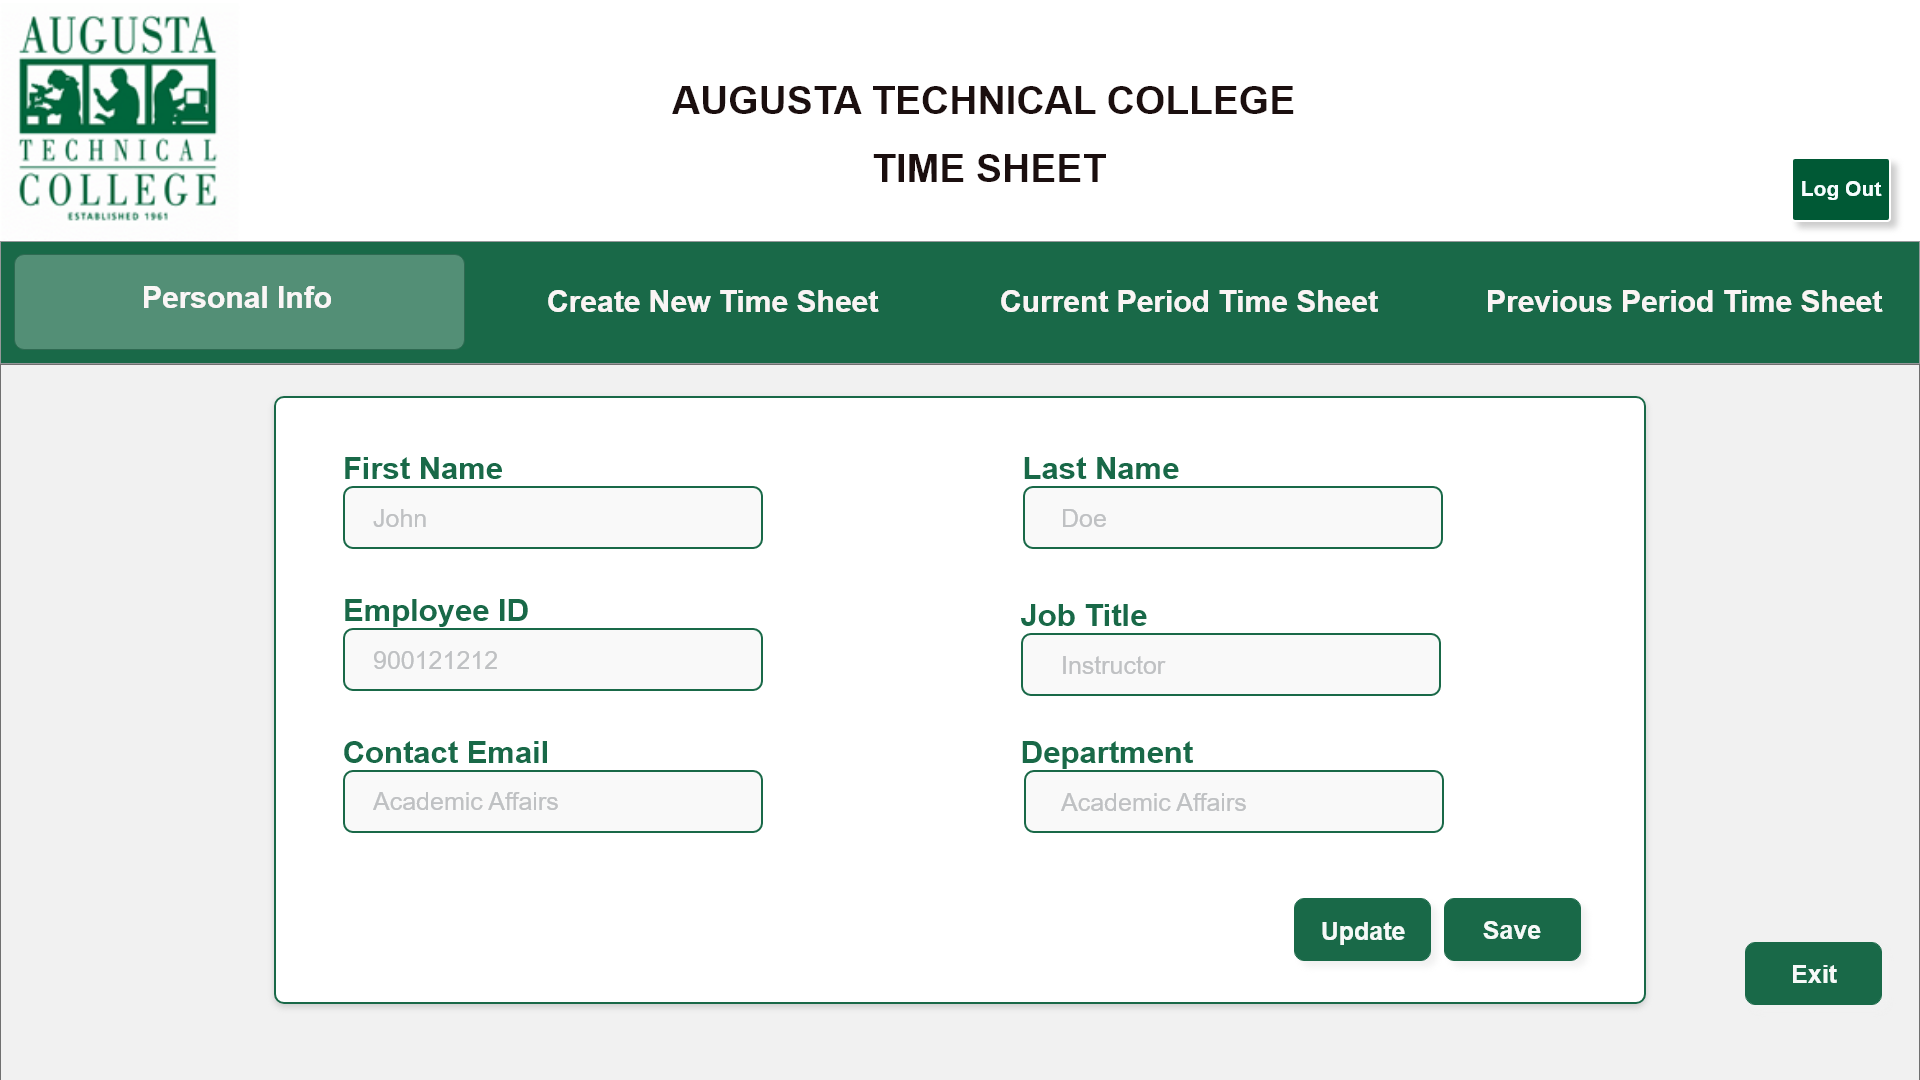 AUGUSTA
TECHNICAL
COLLEGE
ESTABLISHED 1961
AUGUSTA TECHNICAL COLLEGE
TIME SHEET
Log Out
Personal Info
Create New Time Sheet
Current Period Time Sheet
Previous Period Time Sheet
First Name
John
Last Name
Doe
Employee ID
900121212
Job Title
Instructor
Contact Email
Academic Affairs
Department
Academic Affairs
Update
Save
Exit